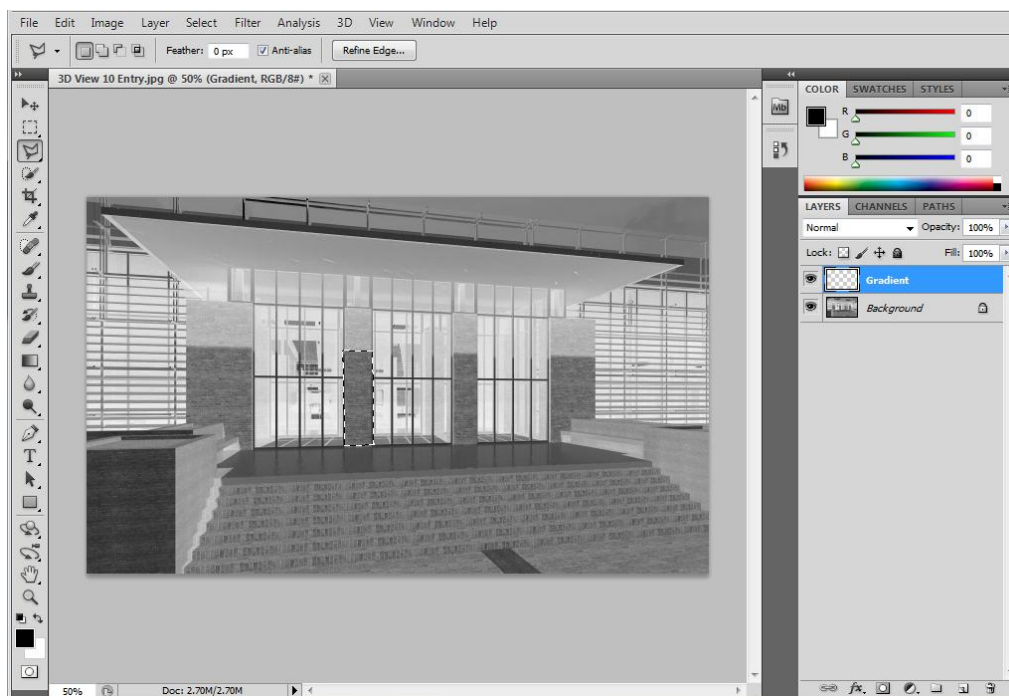 File Edit Image Layer Select Filter Analysis 3D View Window Help
Feather: 0 px Anti-alias Refine Edge...
3D View 10 Entry.jpg @ 50% (Gradient, RGB/8#) *
Mb
COLOR SWATCHES STYLES
R 0
G 0
B 0
LAYERS CHANNELS PATHS
Normal Opacity: 100%
Lock: Fill: 100%
Gradient
Background
T
50% Doc: 2.70M/2.70M
fx